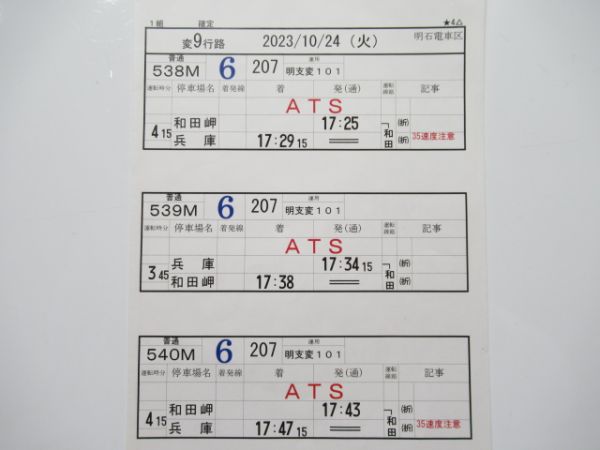 1組 確定 ★4△
変9行路 2023/10/24 (火) 明石電車区
普通 運用
538M 6 207 明支変101
運転時分 停車場名 着発線 着 発(通) 運転線路 記事
ATS
和田岬 17:25 (折)
4 15 和田
兵庫 17:29 15 ═ (折) 35速度注意
普通 運用
539M 6 207 明支変101
運転時分 停車場名 着発線 着 発(通) 運転線路 記事
ATS
兵庫 17:34 15 (折)
3 45 和田
和田岬 17:38 ═ (折)
普通 運用
540M 6 207 明支変101
運転時分 停車場名 着発線 着 発(通) 運転線路 記事
ATS
和田岬 17:43 (折)
4 15 和田
兵庫 17:47 15 ═ (折) 35速度注意